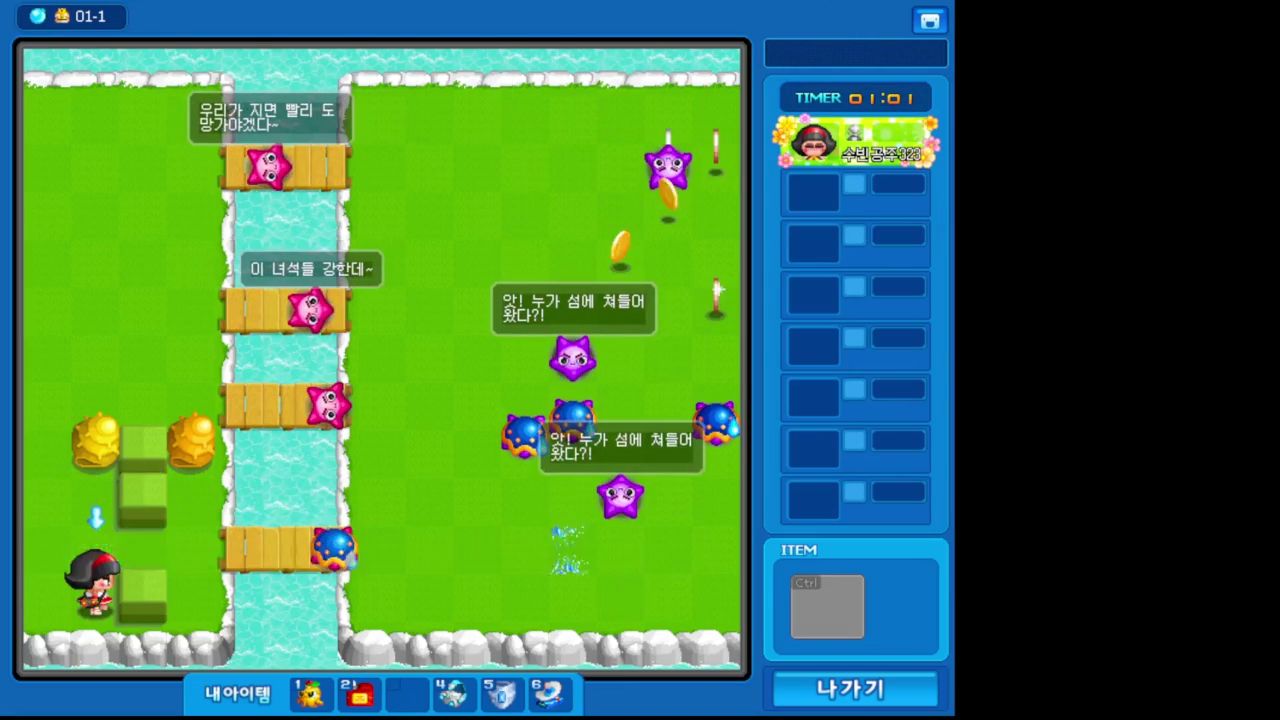 01-1
우리가 지면 빨리 도
망가야겠다~
이 녀석들 강한데~
앗! 누가 섬에 쳐들어
왔다?!
앗! 누가 섬에 쳐들어
왔다?!
TIMER 01:01
수빈공주323
ITEM
Ctrl
나가기
내아이템
1
2
4
5
6